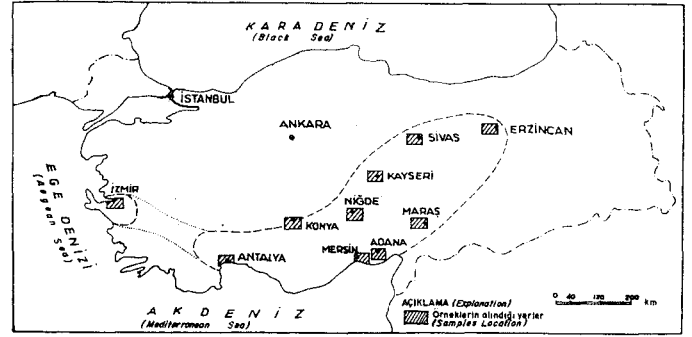 KARADENİZ
(Black Sea)
İSTANBUL
ANKARA
SİVAS
ERZİNCAN
KAYSERİ
EGE DENİZİ
(Aegean Sea)
İZMİR
NİĞDE
KONYA
MARAŞ
ANTALYA
MERSİN
ADANA
AKDENİZ
(Mediterranean Sea)
AÇIKLAMA (Explanation)
Örneklerin alındığı yerler
(Samples Location)
0 40 120 200 km